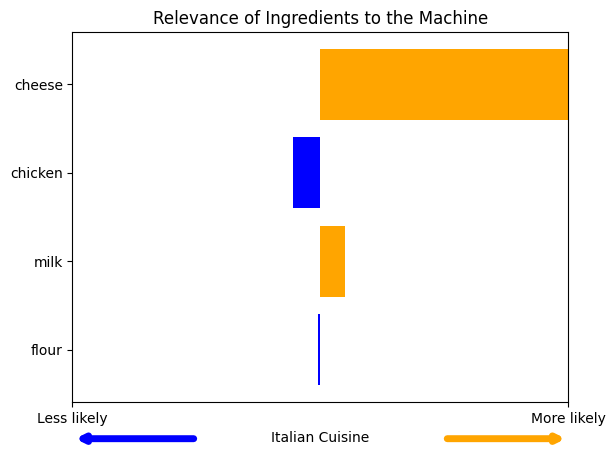 Relevance of Ingredients to the Machine
cheese
chicken
milk
flour
Less likely
More likely
Italian Cuisine